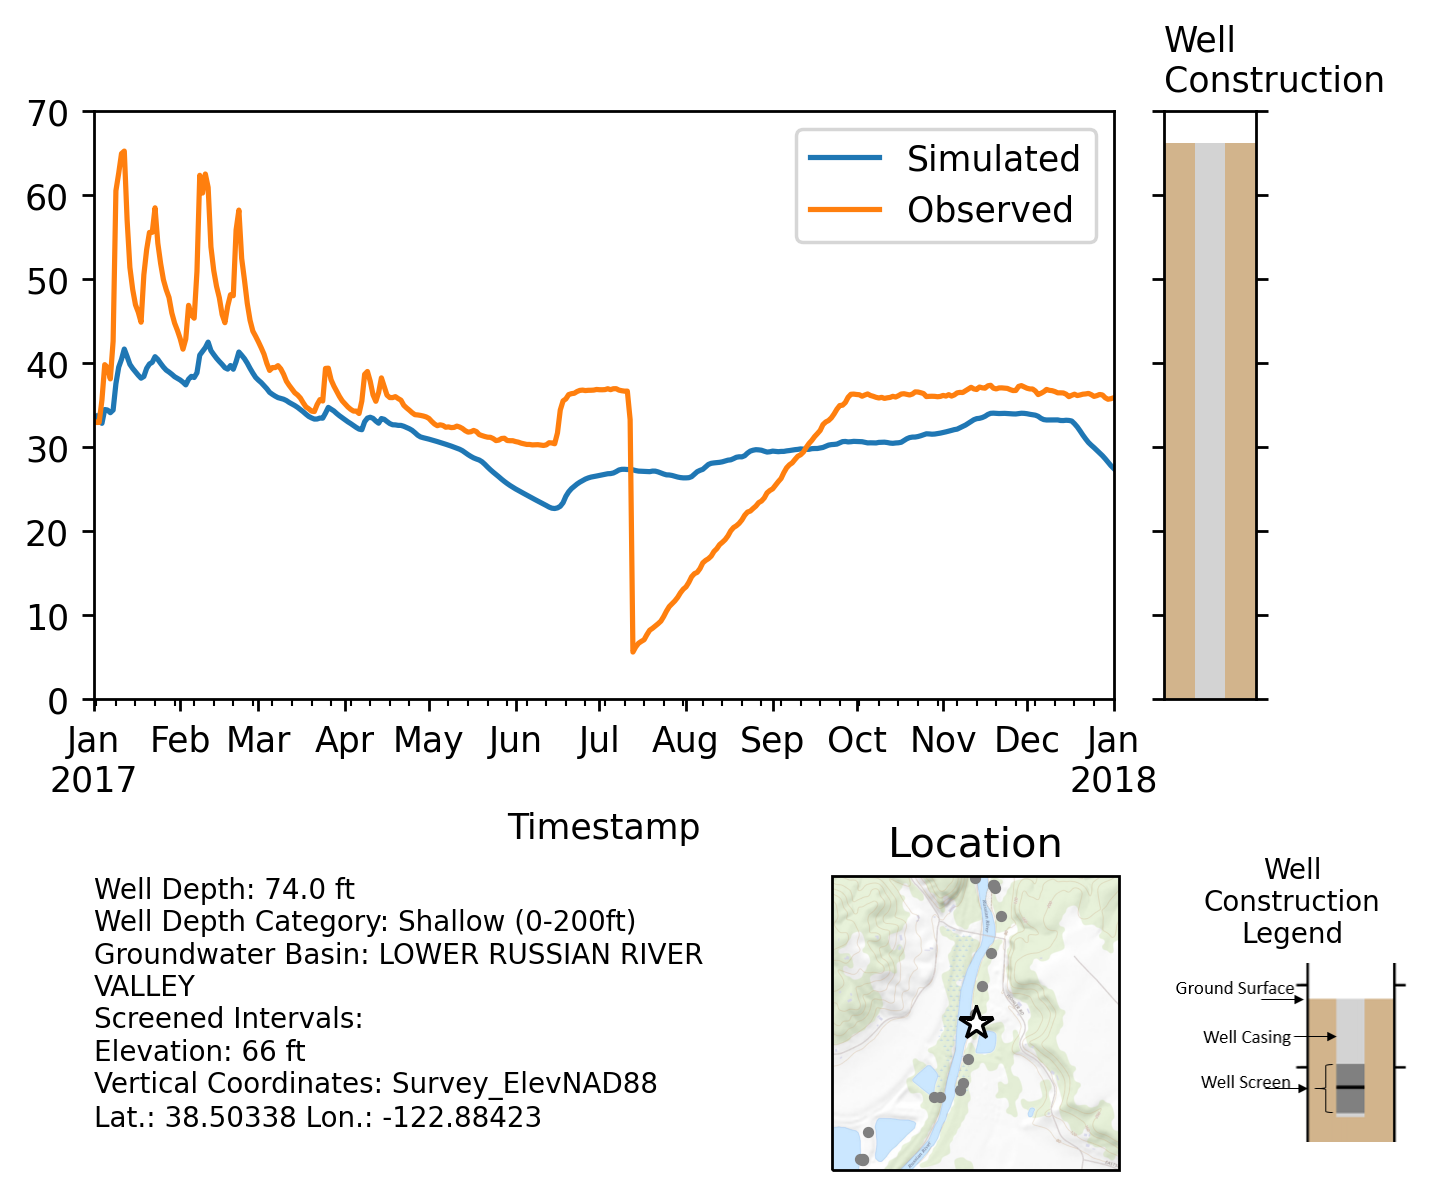 Well
Construction
70
60
50
40
30
20
10
0
Simulated
Observed
Jan Feb Mar Apr May Jun Jul Aug Sep Oct Nov Dec Jan
2017 2018
Timestamp
Well Depth: 74.0 ft
Well Depth Category: Shallow (0-200ft)
Groundwater Basin: LOWER RUSSIAN RIVER
VALLEY
Screened Intervals:
Elevation: 66 ft
Vertical Coordinates: Survey_ElevNAD88
Lat.: 38.50338 Lon.: -122.88423
Location
Well
Construction
Legend
Ground Surface
Well Casing
Well Screen